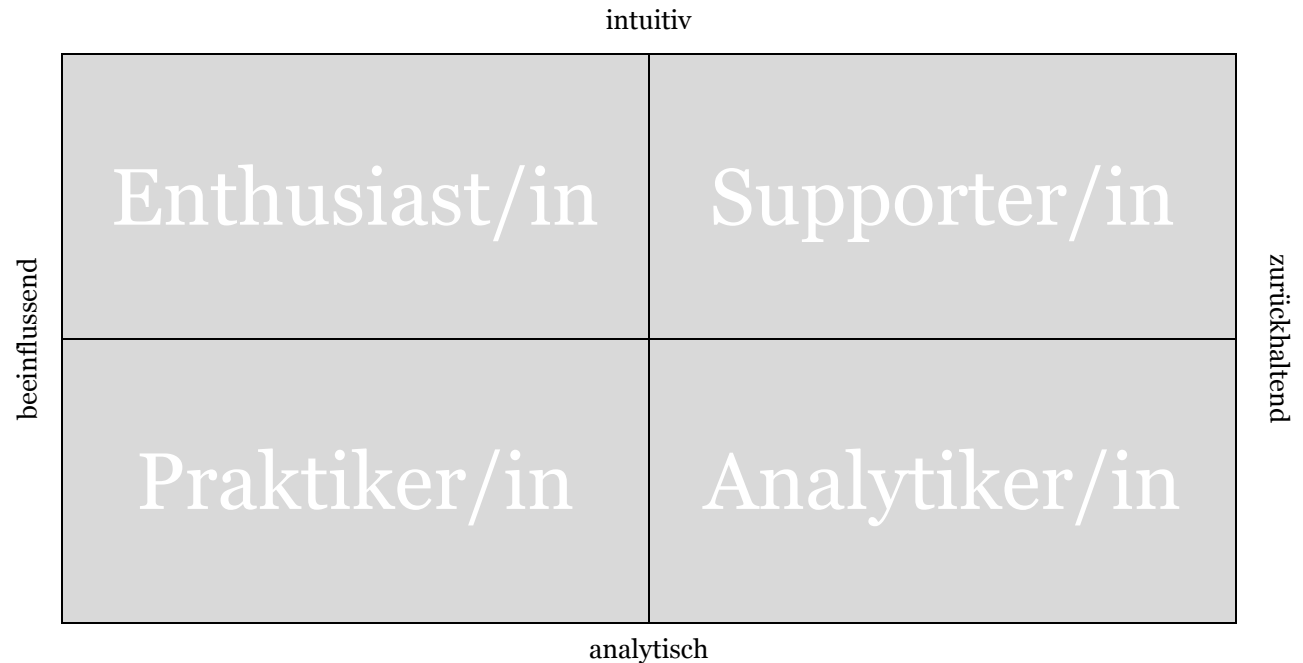 intuitiv
Enthusiast/in
Supporter/in
beeinflussend
zurückhaltend
Praktiker/in
Analytiker/in
analytisch